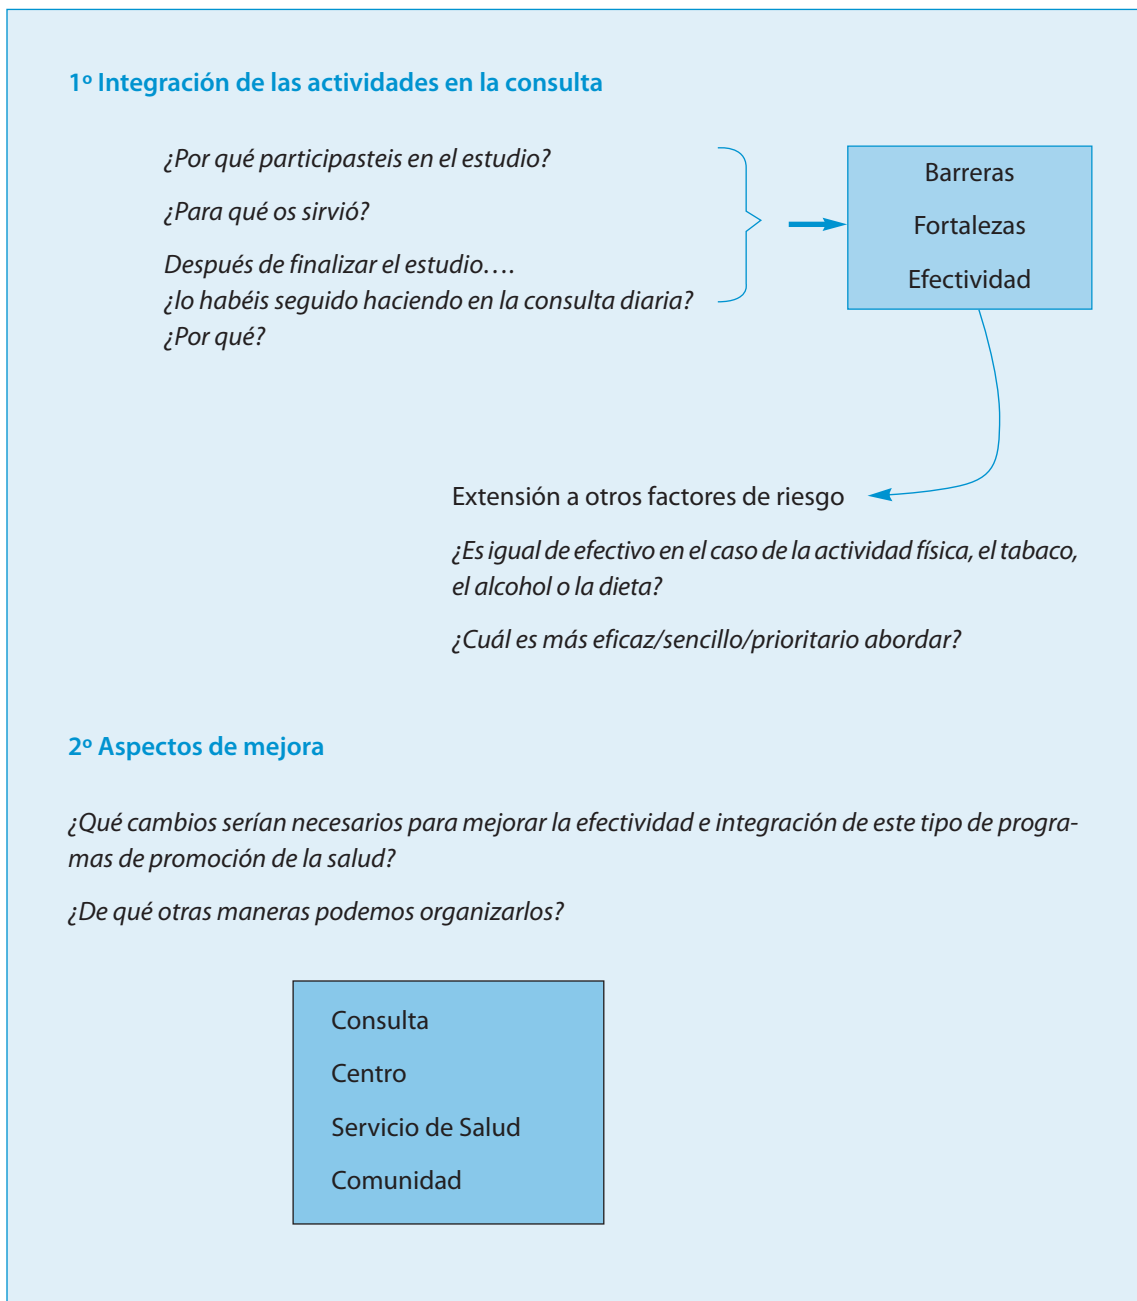 1º Integración de las actividades en la consulta
¿Por qué participasteis en el estudio?
¿Para qué os sirvió?
Después de finalizar el estudio….
¿lo habéis seguido haciendo en la consulta diaria?
¿Por qué?
Barreras
Fortalezas
Efectividad
Extensión a otros factores de riesgo
¿Es igual de efectivo en el caso de la actividad física, el tabaco,
el alcohol o la dieta?
¿Cuál es más eficaz/sencillo/prioritario abordar?
2º Aspectos de mejora
¿Qué cambios serían necesarios para mejorar la efectividad e integración de este tipo de progra-
mas de promoción de la salud?
¿De qué otras maneras podemos organizarlos?
Consulta
Centro
Servicio de Salud
Comunidad